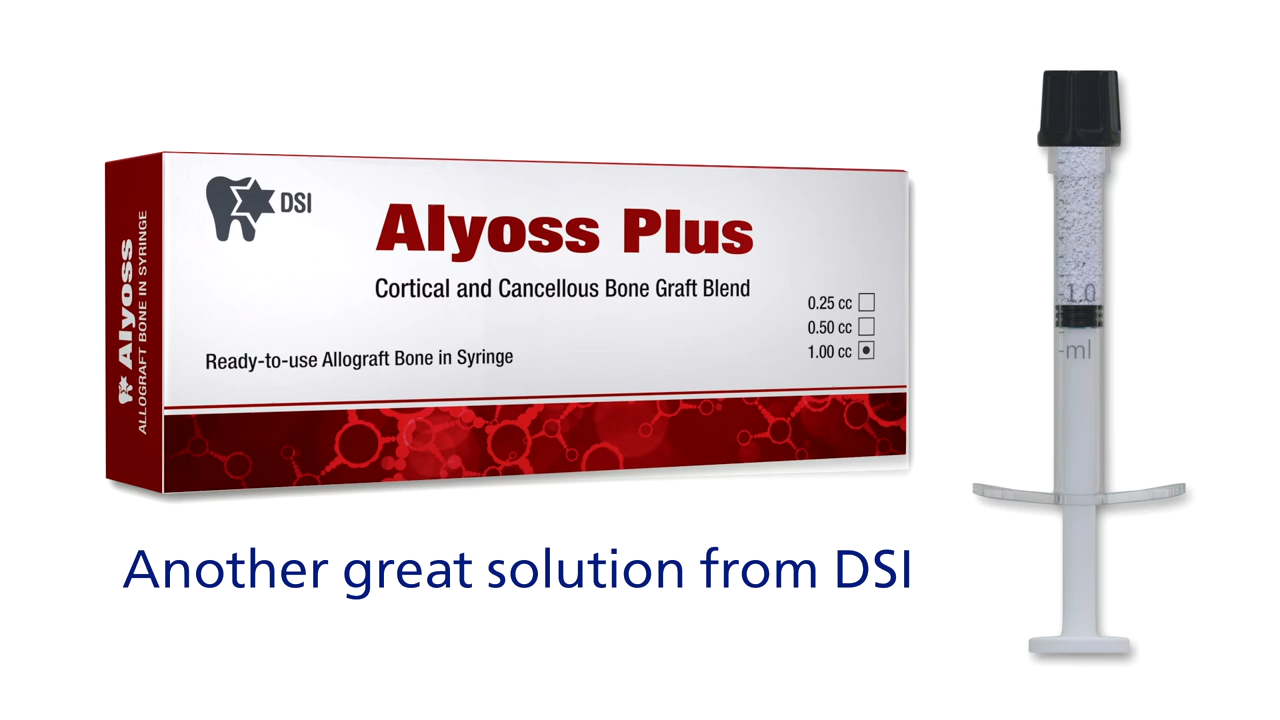 DSI
Alyoss Plus
Cortical and Cancellous Bone Graft Blend
0.25 cc
0.50 cc
1.00 cc
Ready-to-use Allograft Bone in Syringe
Alyoss
ALLOGRAFT BONE IN SYRINGE
1.0
ml
Another great solution from DSI